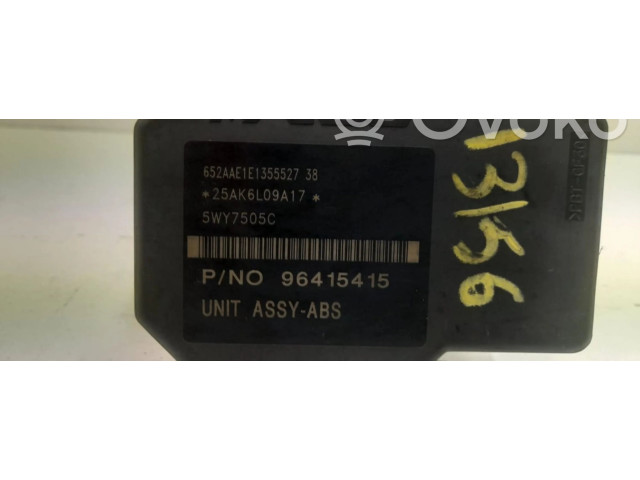 652AAE1E1355527 38
*25AK6L09A17*
5WY7505C
P/NO 96415415
UNIT ASSY-ABS
13156
Ovoko